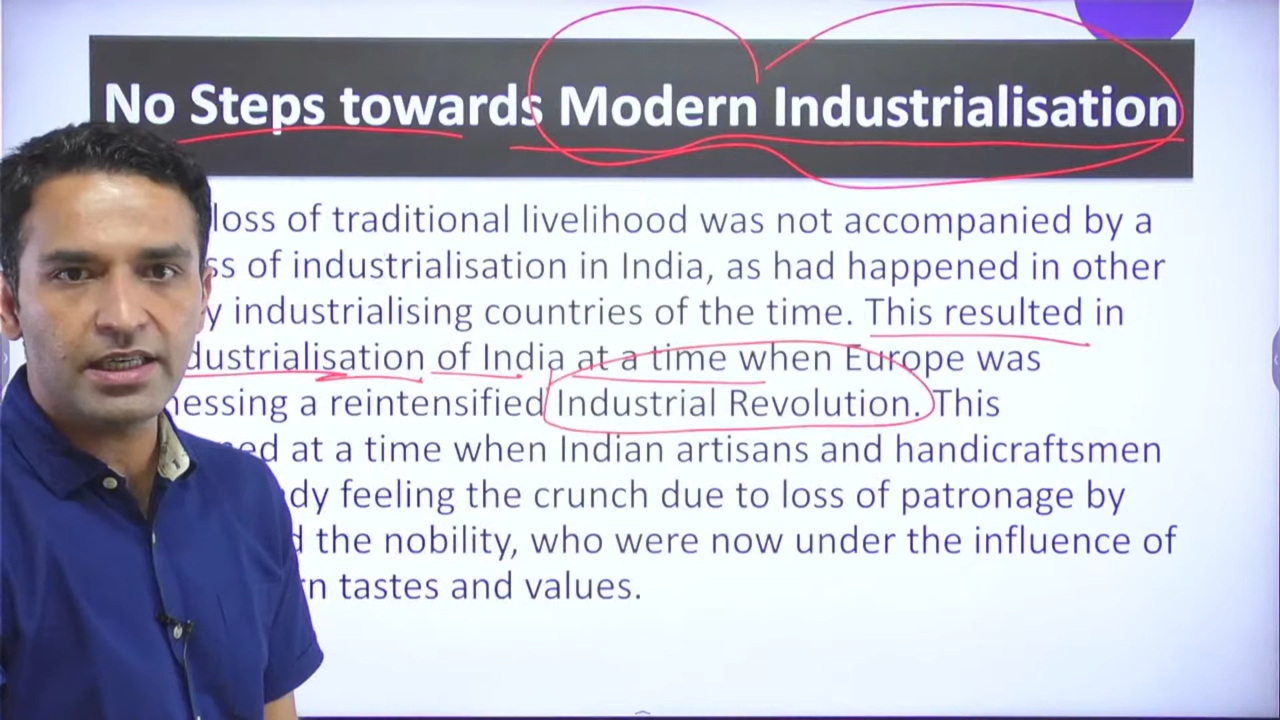 No Steps towards Modern Industrialisation
loss of traditional livelihood was not accompanied by a
ss of industrialisation in India, as had happened in other
y industrialising countries of the time. This resulted in
dustrialisation of India at a time when Europe was
nessing a reintensified Industrial Revolution. This
ed at a time when Indian artisans and handicraftsmen
dy feeling the crunch due to loss of patronage by
d the nobility, who were now under the influence of
n tastes and values.